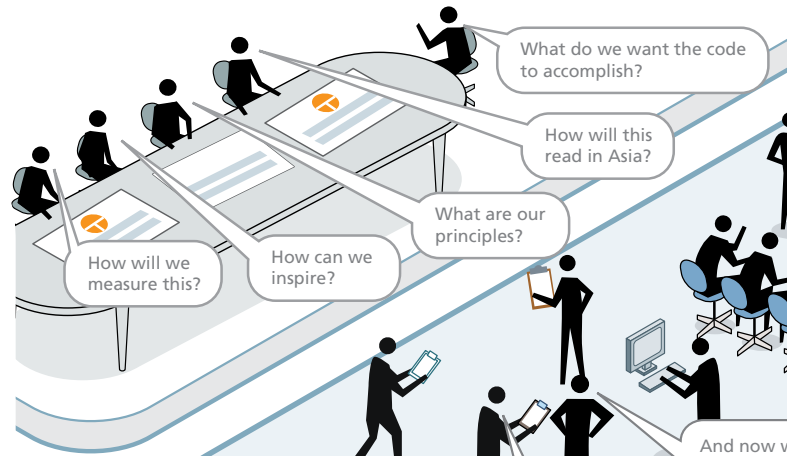 What do we want the code
to accomplish?
How will this
read in Asia?
What are our
principles?
How can we
inspire?
How will we
measure this?
And now w